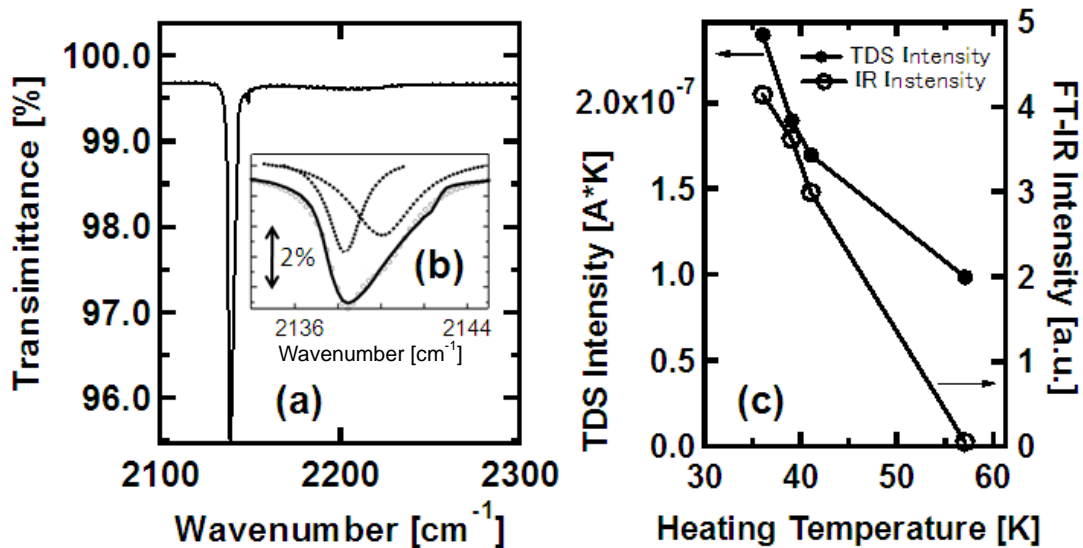 Transimittance [%]
100.0
99.0
98.0
97.0
96.0
2100
2200
2300
Wavenumber [cm-1]
(a)
2%
(b)
2136
2144
Wavenumber [cm-1]
TDS Intensity [A*K]
2.0x10-7
1.5
1.0
0.5
0.0
30
40
50
60
Heating Temperature [K]
(c)
TDS Intensity
IR Instensity
5
4
3
2
1
0
FT-IR Intensity [a.u.]